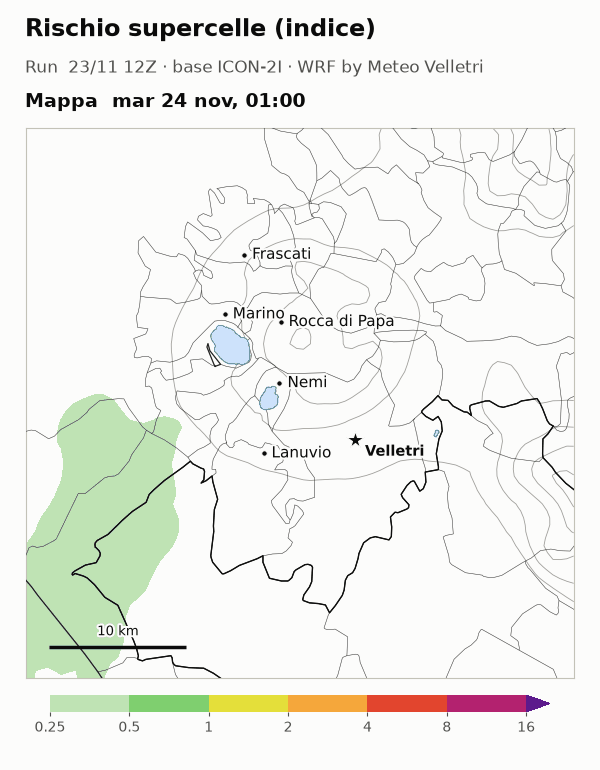 Rischio supercelle (indice)
Run  23/11 12Z · base ICON-2I · WRF by Meteo Velletri
Mappa  mar 24 nov, 01:00
Frascati
Marino
Rocca di Papa
Nemi
Velletri
Lanuvio
10 km
0.25 0.5 1 2 4 8 16